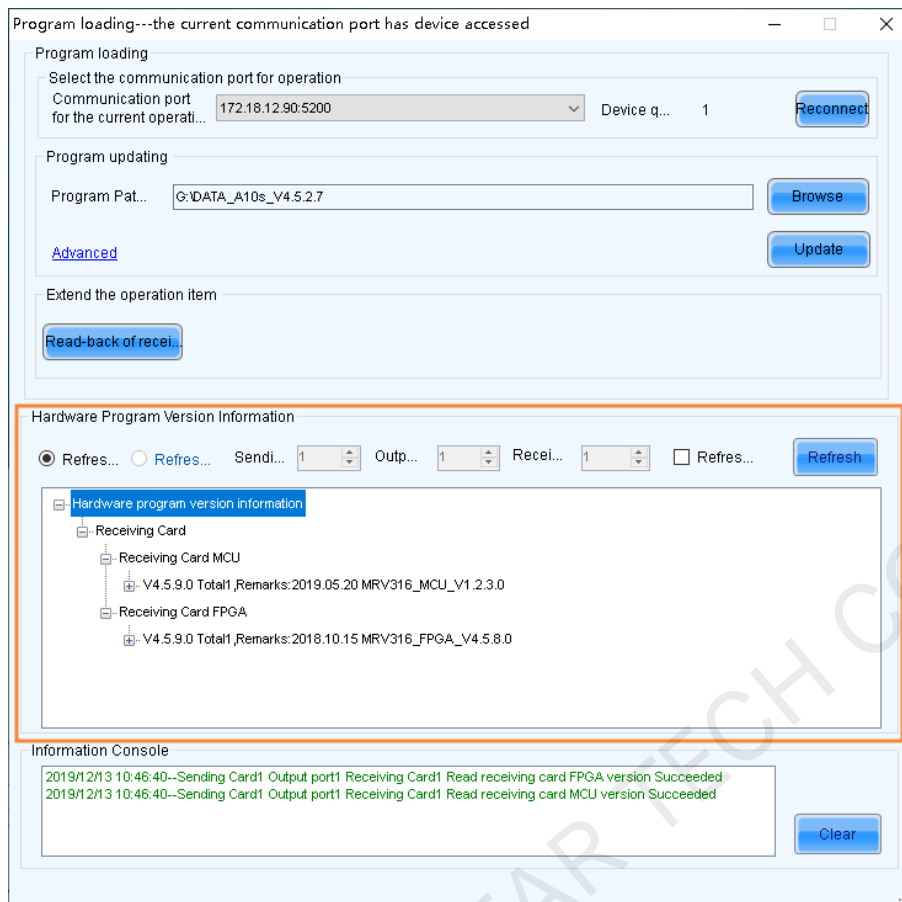 Program loading---the current communication port has device accessed
Program loading
Select the communication port for operation
Communication port
for the current operati...
172.18.12.90:5200
Device q...
1
Reconnect
Program updating
Program Pat...
G:\DATA_A10s_V4.5.2.7
Browse
Advanced
Update
Extend the operation item
Read-back of recei...
Hardware Program Version Information
Refres...
Refres...
Sendi...
1
Outp...
1
Recei...
1
Refres...
Refresh
Hardware program version information
Receiving Card
Receiving Card MCU
V4.5.9.0 Total1,Remarks:2019.05.20 MRV316_MCU_V1.2.3.0
Receiving Card FPGA
V4.5.9.0 Total1,Remarks:2018.10.15 MRV316_FPGA_V4.5.8.0
Information Console
2019/12/13 10:46:40--Sending Card1 Output port1 Receiving Card1 Read receiving card FPGA version Succeeded
2019/12/13 10:46:40--Sending Card1 Output port1 Receiving Card1 Read receiving card MCU version Succeeded
Clear
TECH